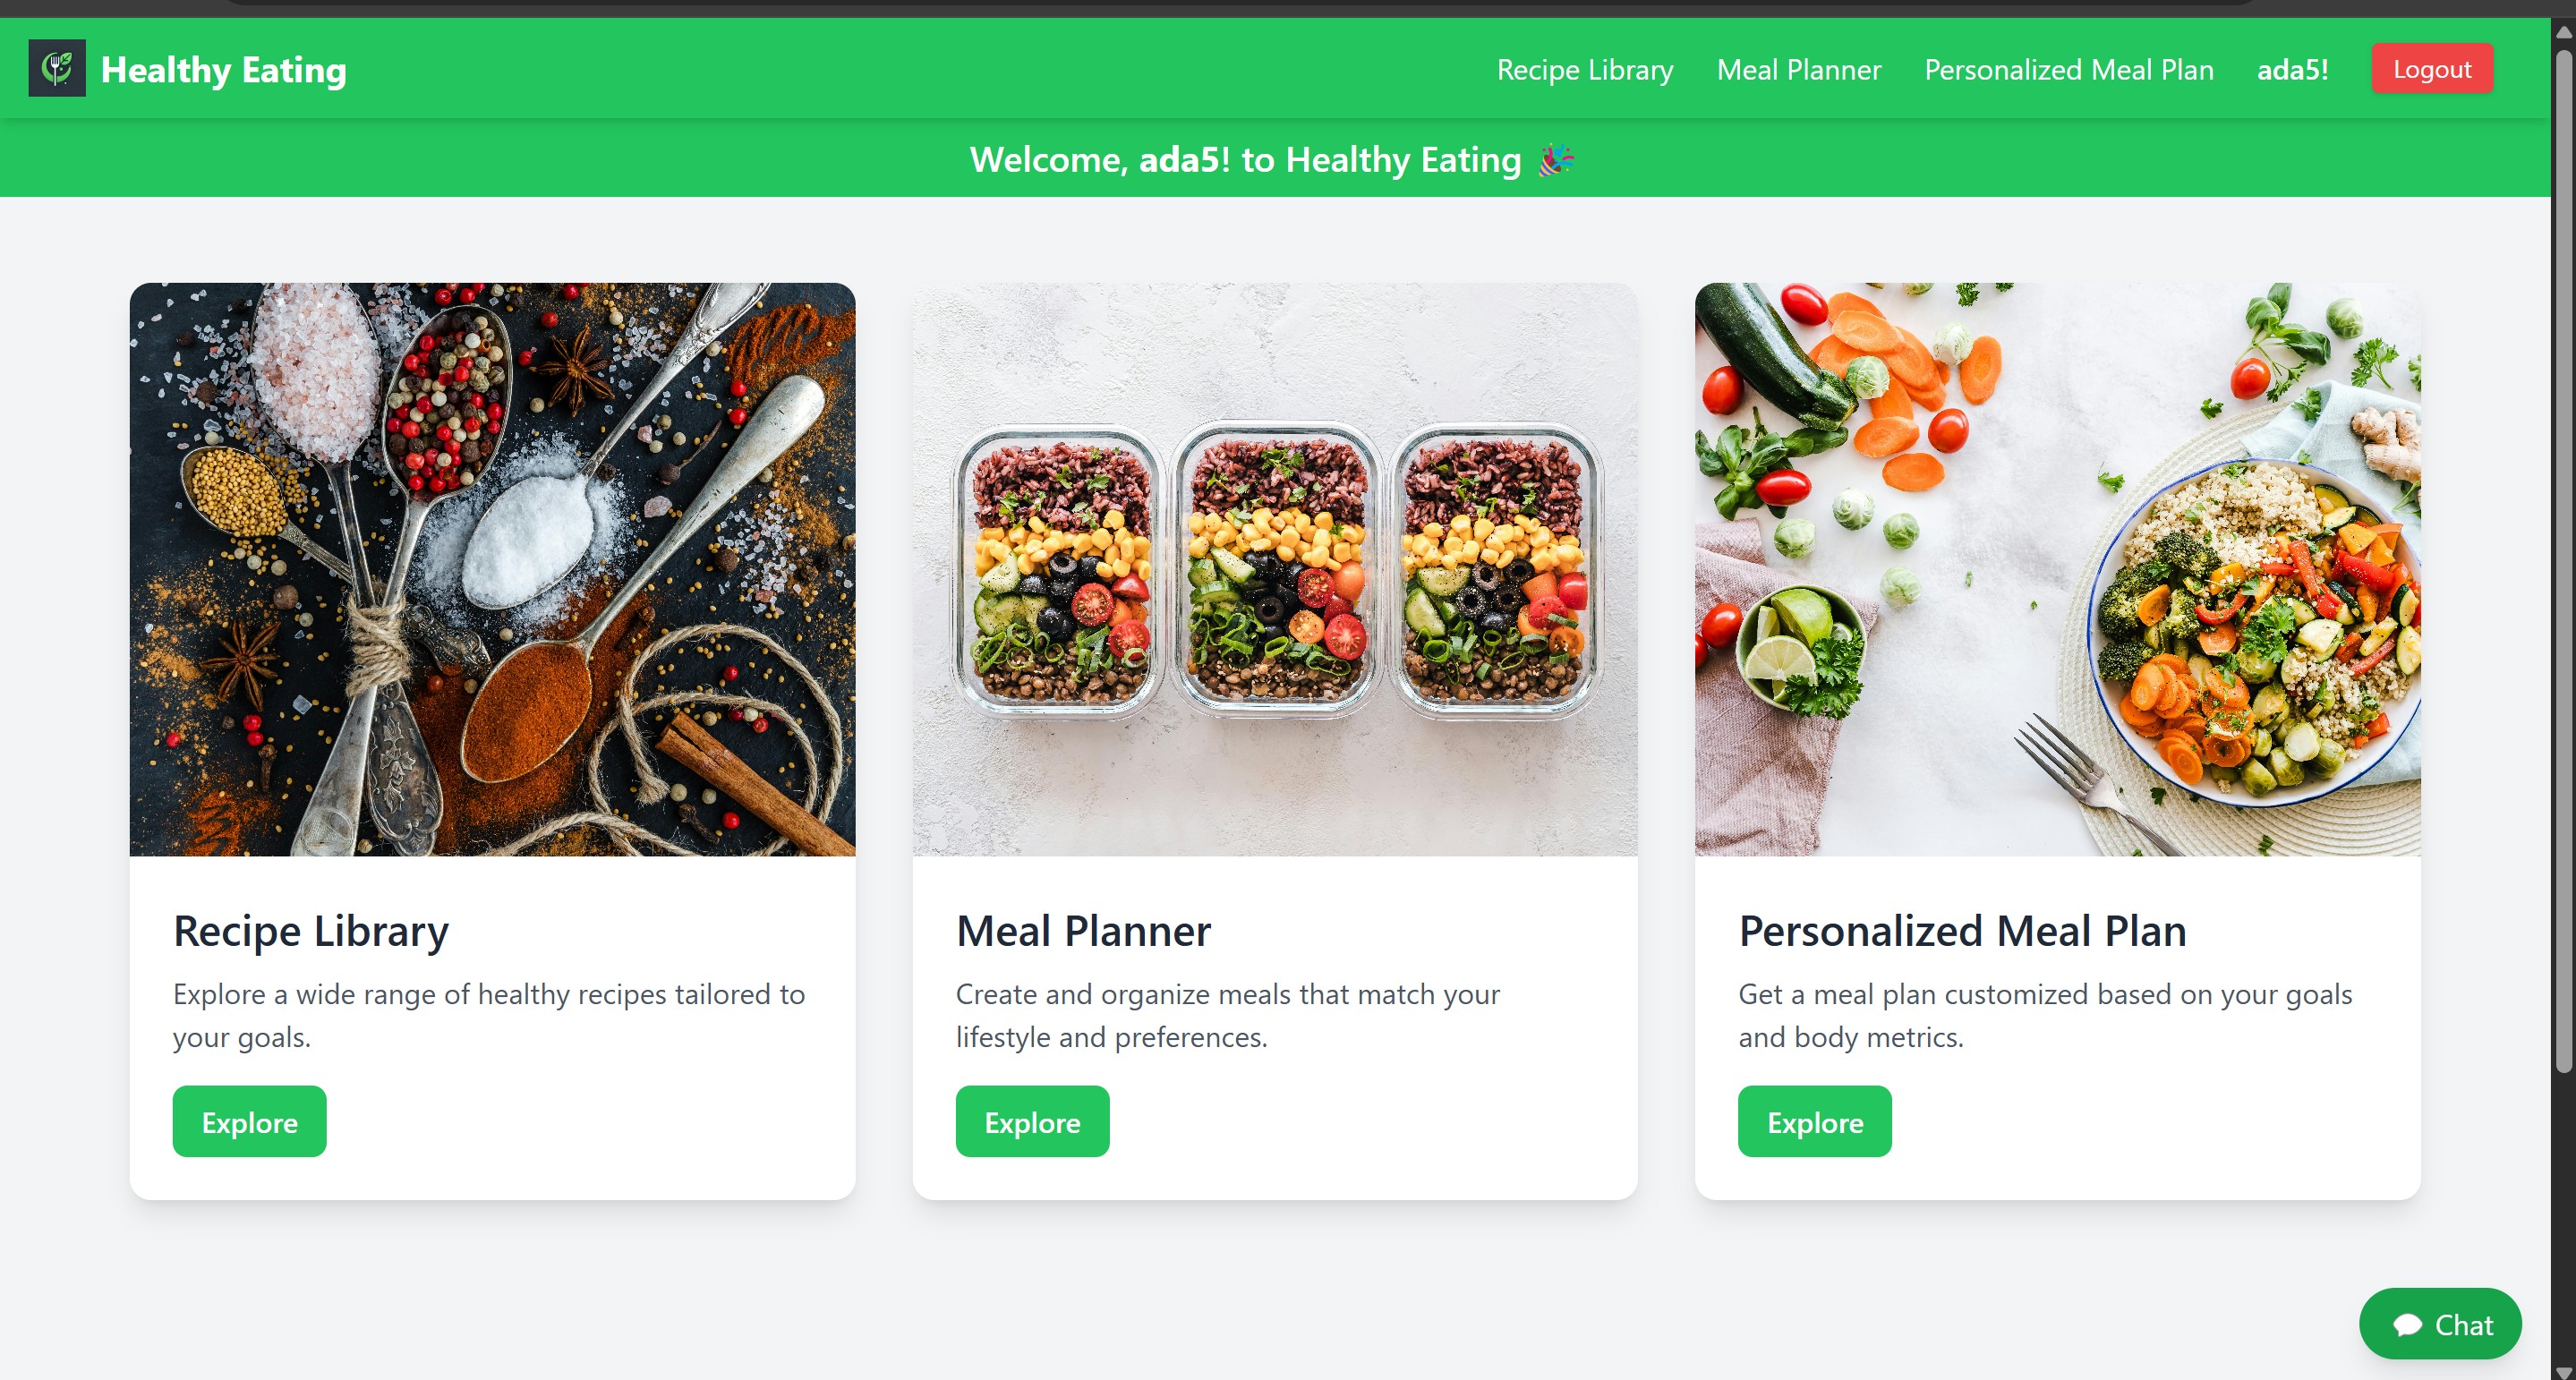 Healthy Eating
Recipe Library
Meal Planner
Personalized Meal Plan
ada5!
Logout
Welcome, ada5! to Healthy Eating 🎉
Recipe Library
Explore a wide range of healthy recipes tailored to
your goals.
Explore
Meal Planner
Create and organize meals that match your
lifestyle and preferences.
Explore
Personalized Meal Plan
Get a meal plan customized based on your goals
and body metrics.
Explore
💬 Chat